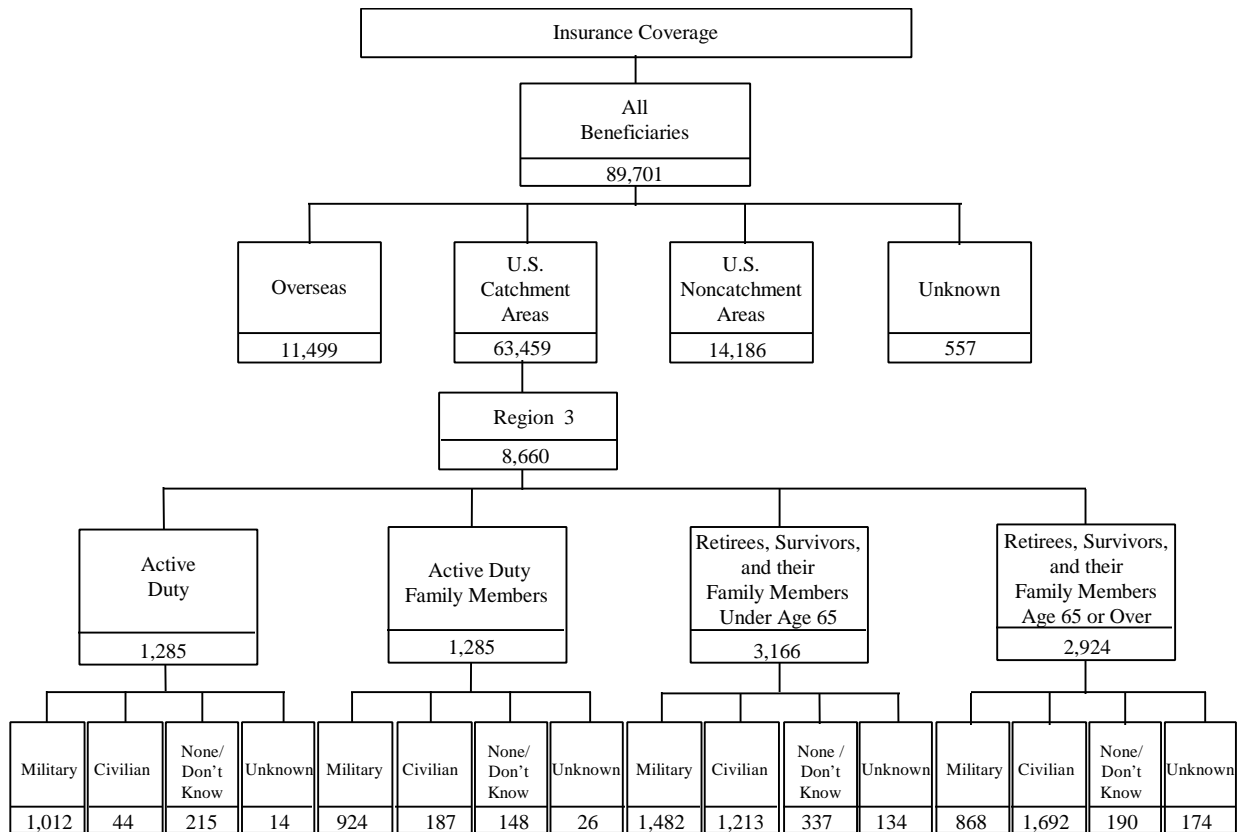 Insurance Coverage
All
Beneficiaries
89,701
Overseas
11,499
U.S.
Catchment
Areas
63,459
U.S.
Noncatchment
Areas
14,186
Unknown
557
Region 3
8,660
Active
Duty
1,285
Active Duty
Family Members
1,285
Retirees, Survivors,
and their
Family Members
Under Age 65
3,166
Retirees, Survivors,
and their
Family Members
Age 65 or Over
2,924
Military
1,012
Civilian
44
None/
Don't
Know
215
Unknown
14
Military
924
Civilian
187
None/
Don't
Know
148
Unknown
26
Military
1,482
Civilian
1,213
None /
Don't
Know
337
Unknown
134
Military
868
Civilian
1,692
None/
Don't
Know
190
Unknown
174